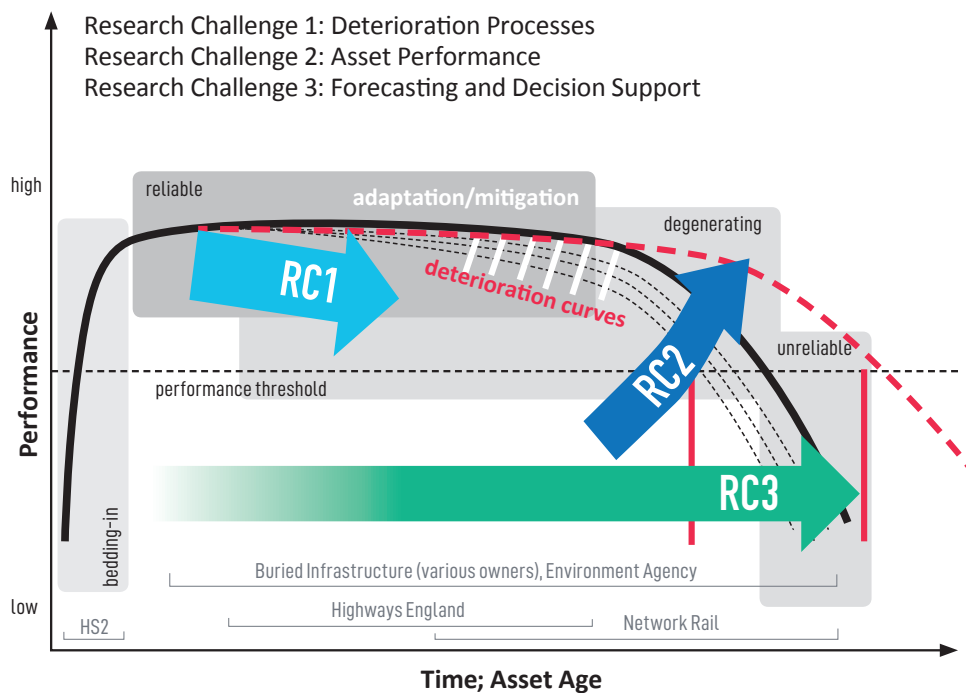 Research Challenge 1: Deterioration Processes
Research Challenge 2: Asset Performance
Research Challenge 3: Forecasting and Decision Support
high
reliable
adaptation/mitigation
degenerating
RC1
deterioration curves
RC2
unreliable
performance threshold
Performance
RC3
bedding-in
Buried Infrastructure (various owners), Environment Agency
low
Highways England
HS2
Network Rail
Time; Asset Age